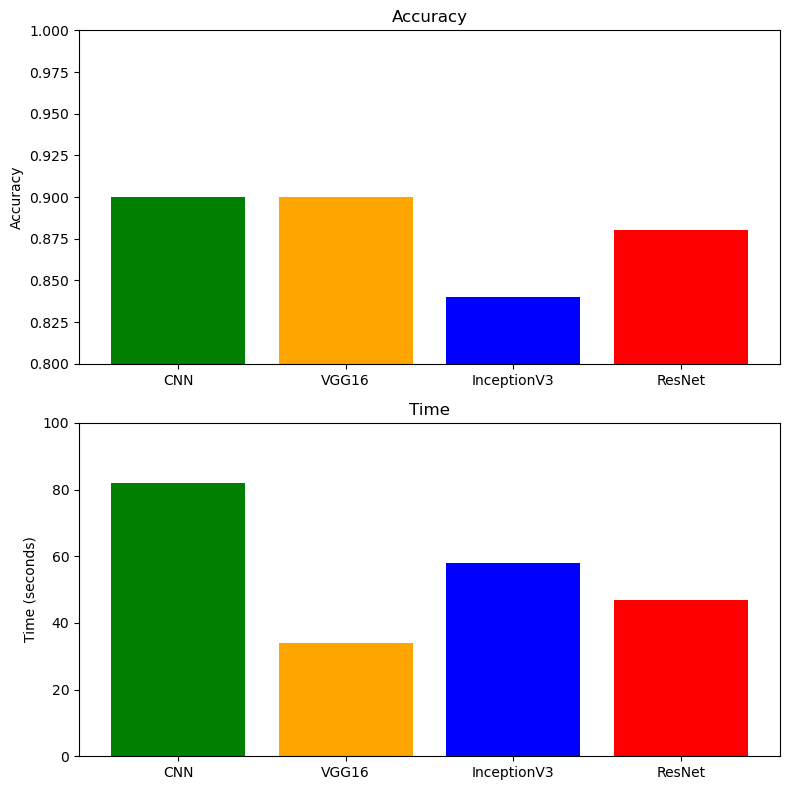 Accuracy
1.000
0.975
0.950
0.925
0.900
0.875
0.850
0.825
0.800
Accuracy
CNN VGG16 InceptionV3 ResNet
Time
100
80
60
40
20
0
Time (seconds)
CNN VGG16 InceptionV3 ResNet